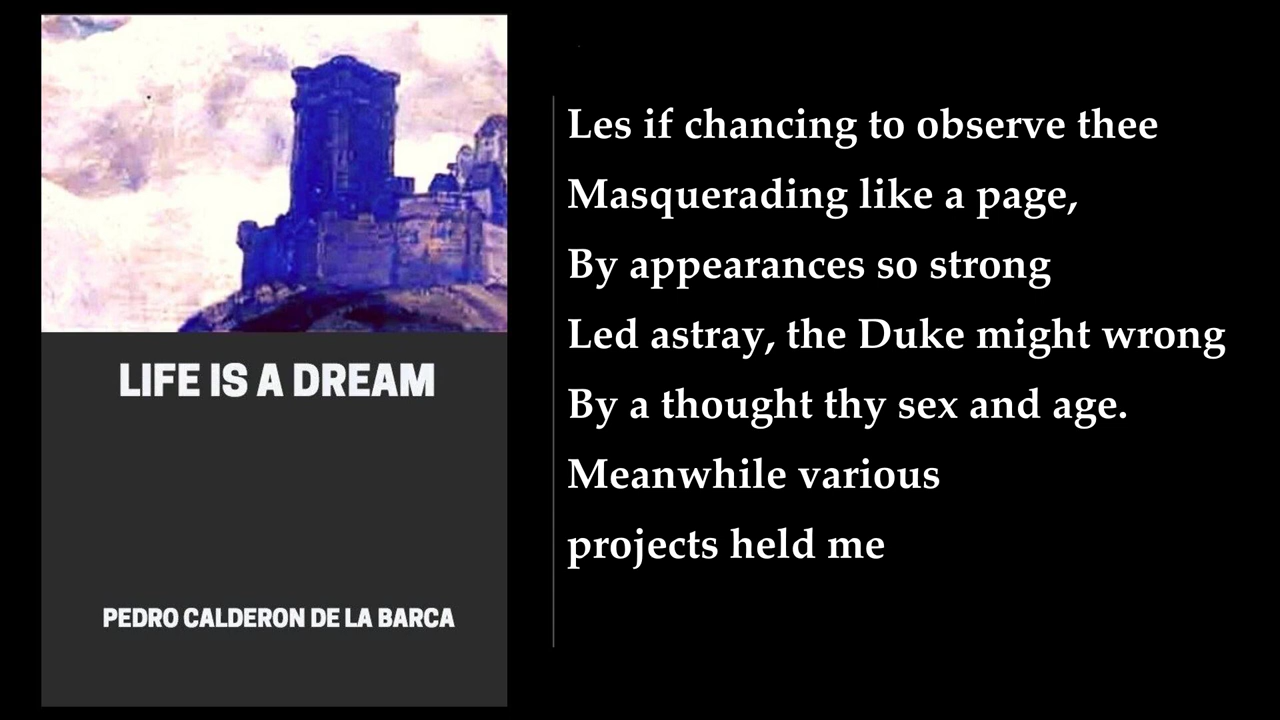 LIFE IS A DREAM
PEDRO CALDERON DE LA BARCA
Les if chancing to observe thee
Masquerading like a page,
By appearances so strong
Led astray, the Duke might wrong
By a thought thy sex and age.
Meanwhile various
projects held me